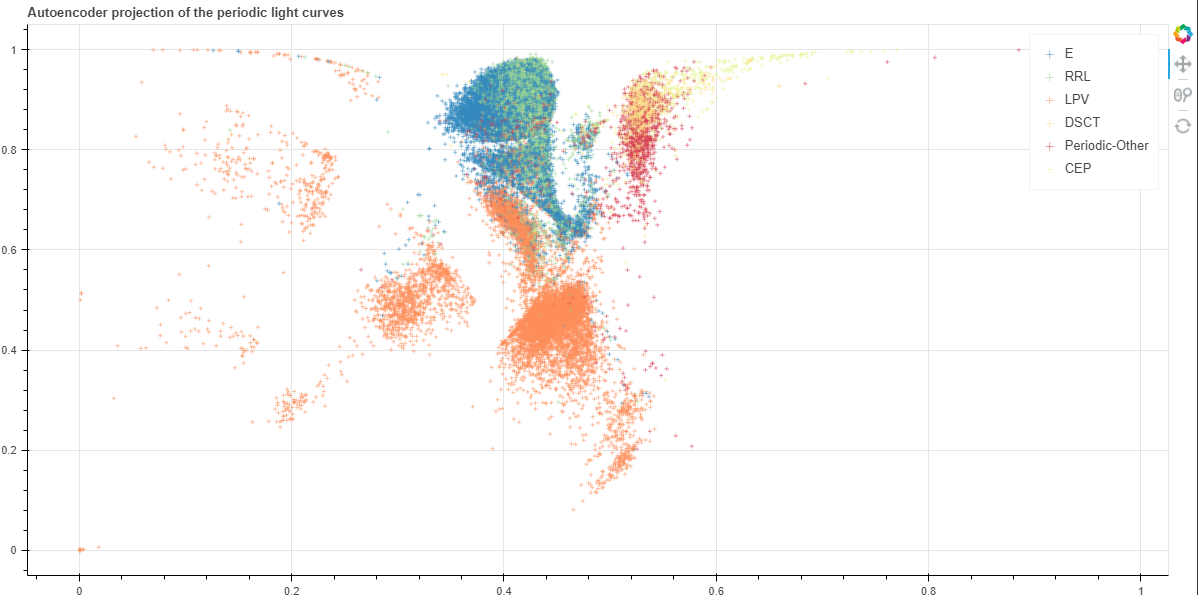 Autoencoder projection of the periodic light curves
1
0.8
0.6
0.4
0.2
0
0
0.2
0.4
0.6
0.8
1
E
RRL
LPV
DSCT
Periodic-Other
CEP